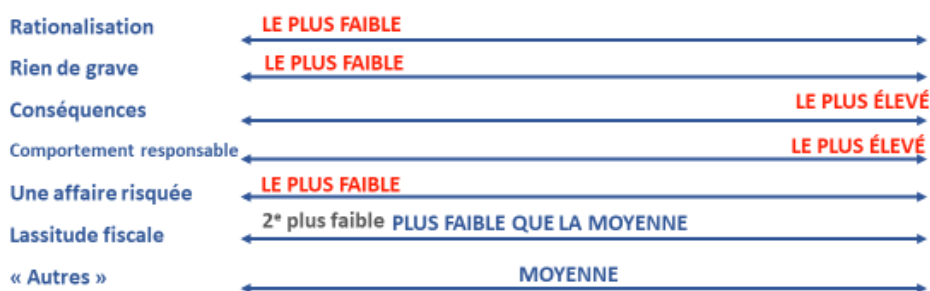 Rationalisation LE PLUS FAIBLE
Rien de grave LE PLUS FAIBLE
Conséquences LE PLUS ÉLEVÉ
Comportement responsable LE PLUS ÉLEVÉ
Une affaire risquée LE PLUS FAIBLE
Lassitude fiscale 2e plus faible PLUS FAIBLE QUE LA MOYENNE
« Autres » MOYENNE